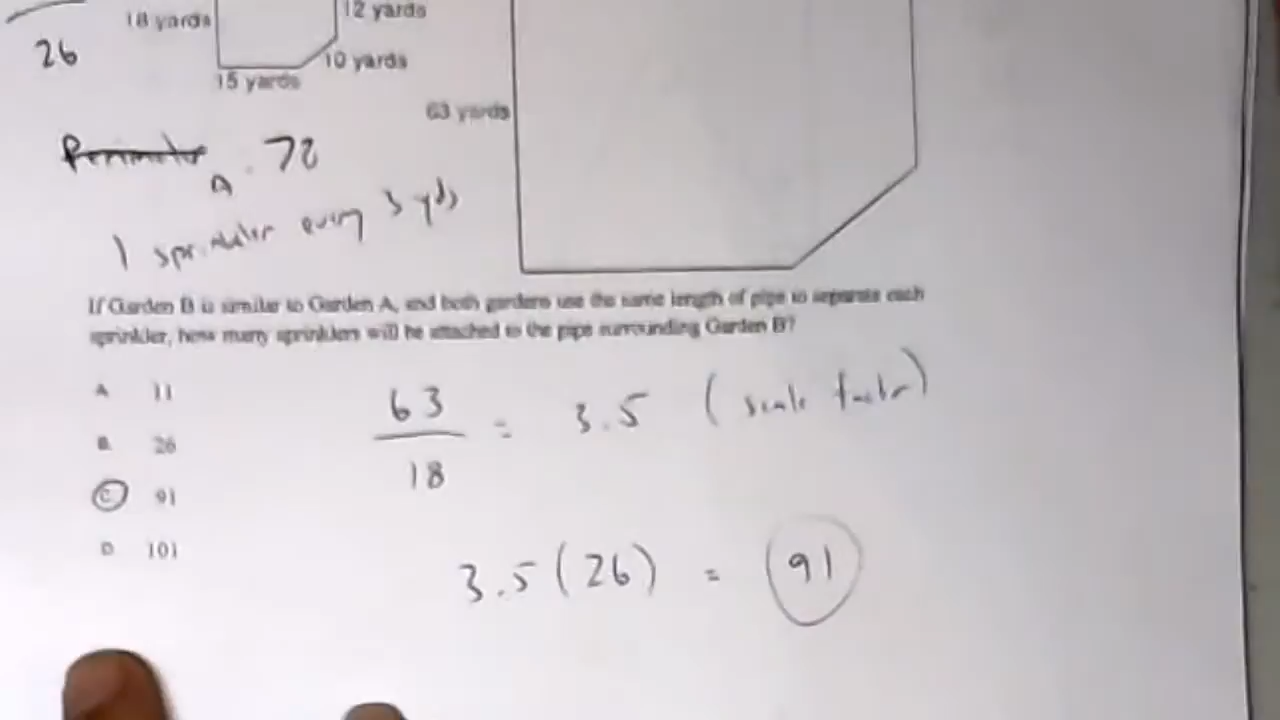 18 yards
12 yards
26
10 yards
15 yards
63 yards
Perimeter A . 78
1 sprinkler every 3 yds
If Garden B is similar to Garden A, and both gardens use the same length of pipe to separate each
sprinkler, how many sprinklers will be attached to the pipe surrounding Garden B?
A 11
B 26
C 91
D 101
63
18
= 3.5 (scale factor)
3.5(26) = 91